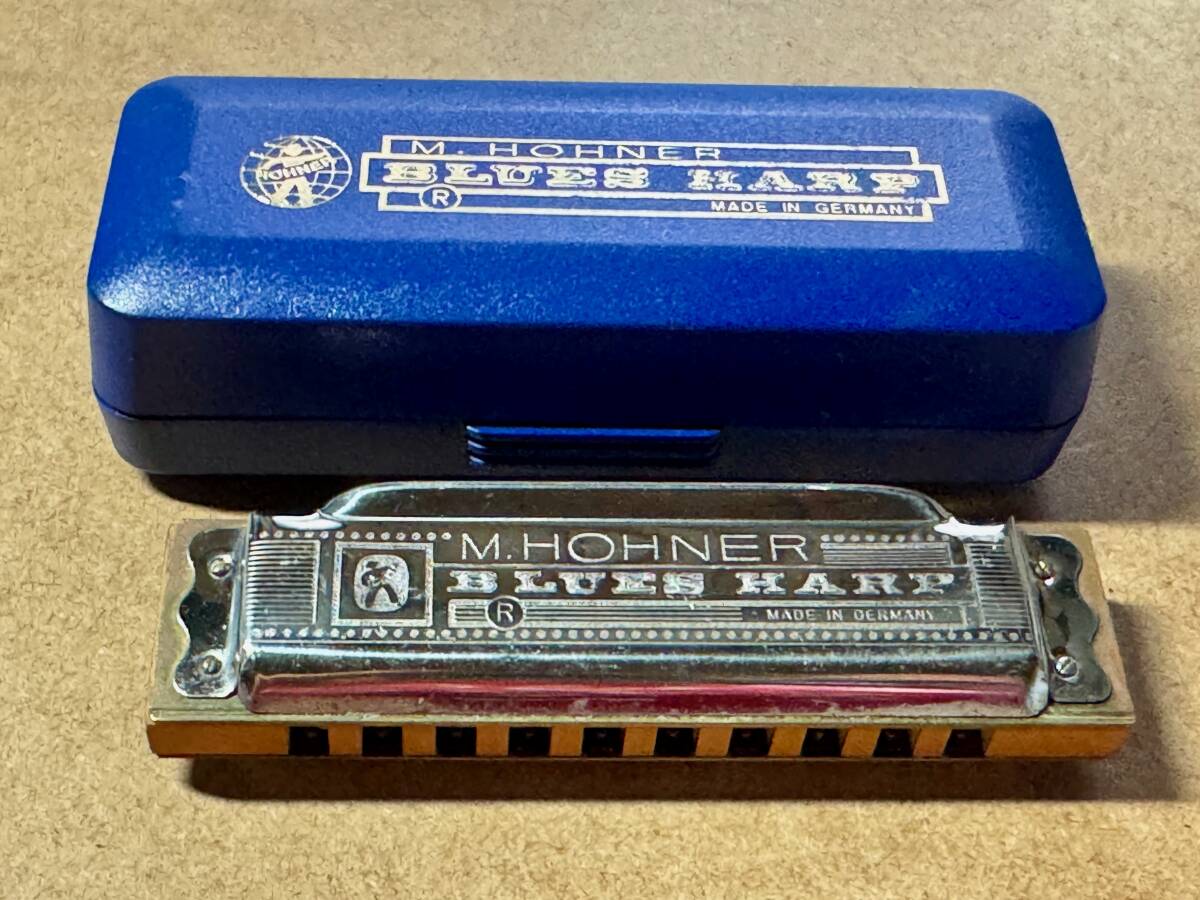 HOHNER
M. HOHNER
BLUES HARP
®
MADE IN GERMANY
M. HOHNER
BLUES HARP
®
MADE IN GERMANY